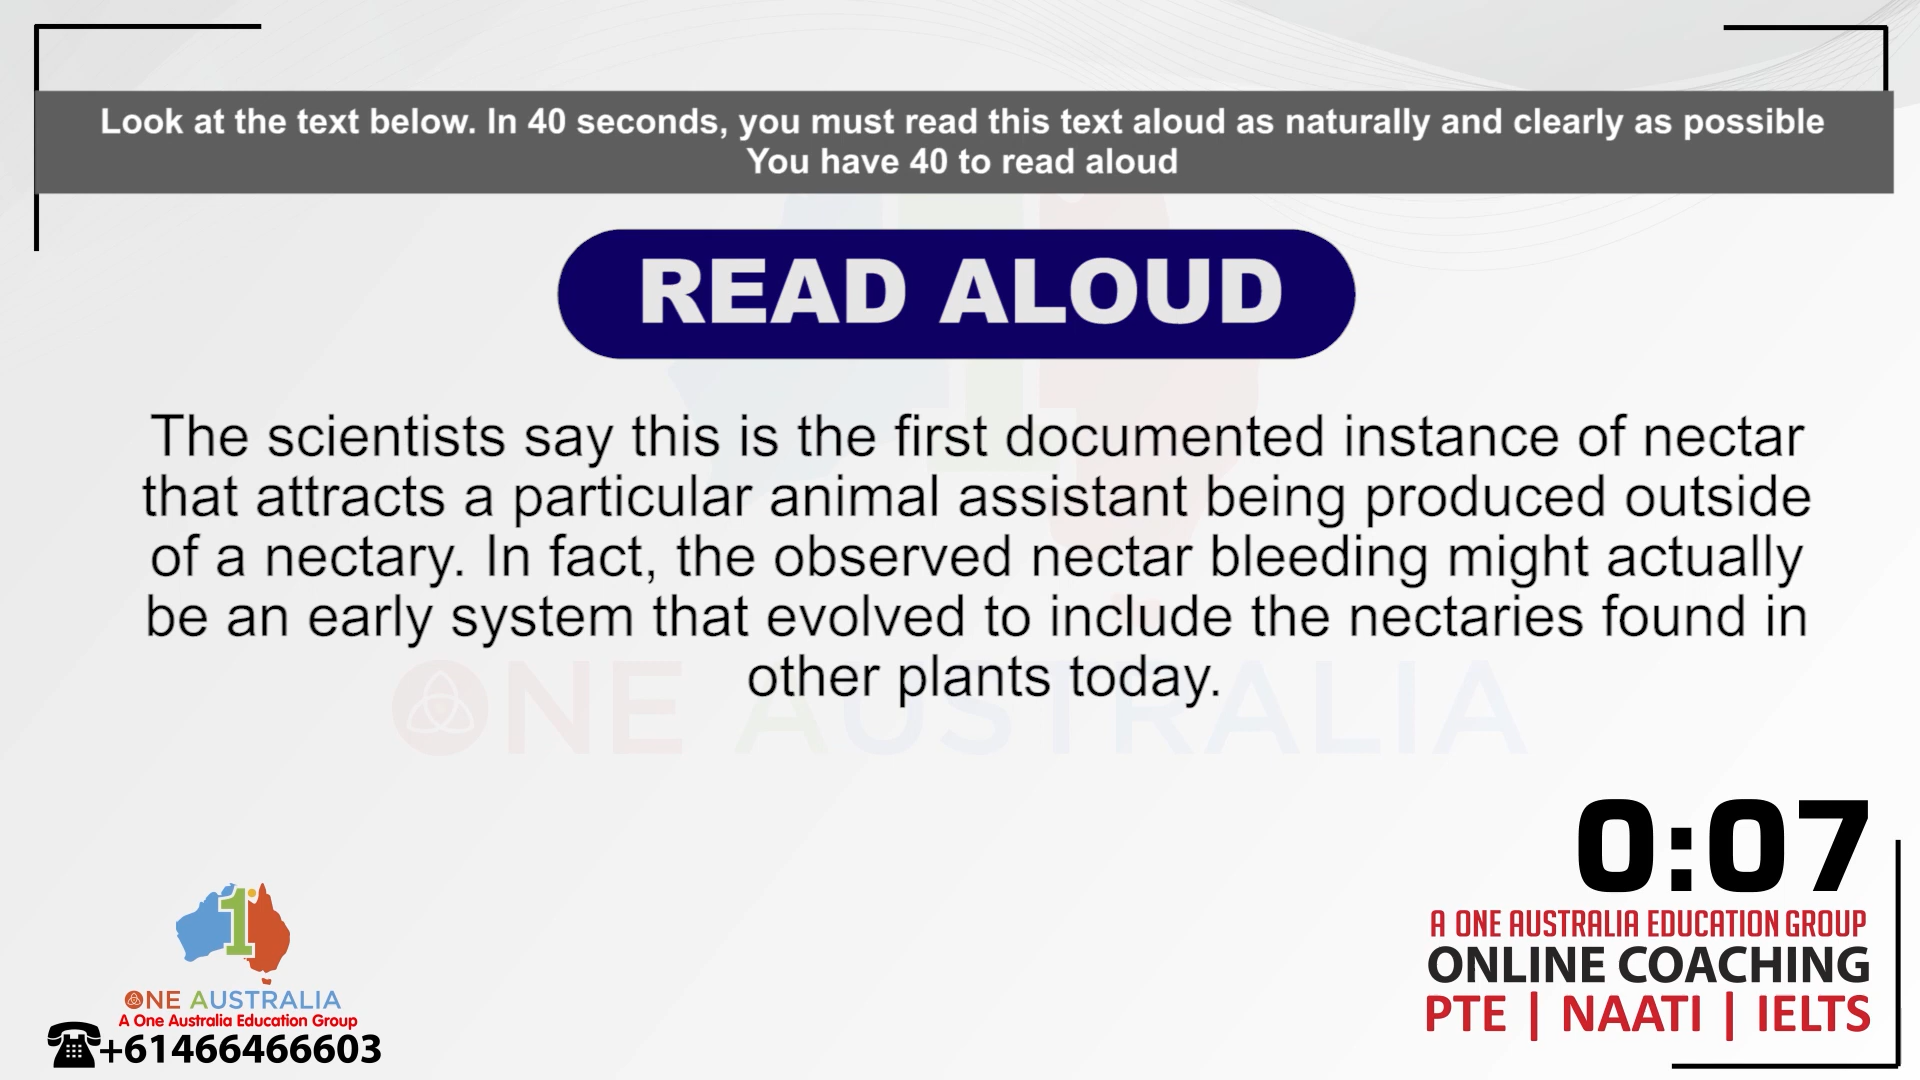 Look at the text below. In 40 seconds, you must read this text aloud as naturally and clearly as possible
You have 40 to read aloud
READ ALOUD
The scientists say this is the first documented instance of nectar
that attracts a particular animal assistant being produced outside
of a nectary. In fact, the observed nectar bleeding might actually
be an early system that evolved to include the nectaries found in
other plants today.
ONE AUSTRALIA
0:07
A ONE AUSTRALIA EDUCATION GROUP
ONLINE COACHING
PTE | NAATI | IELTS
1
ONE AUSTRALIA
A One Australia Education Group
+61466466603